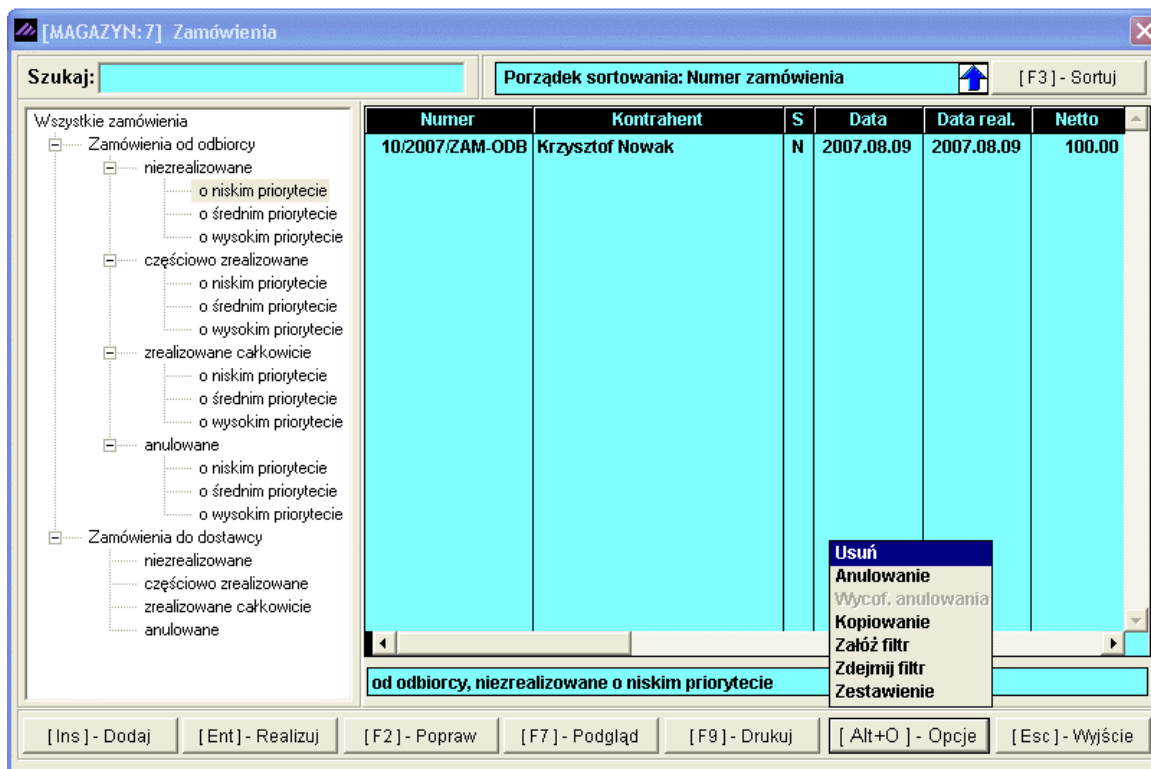 [MAGAZYN:7] Zamówienia
Szukaj:
Porządek sortowania: Numer zamówienia
[F3] - Sortuj
Wszystkie zamówienia
Zamówienia od odbiorcy
niezrealizowane
o niskim priorytecie
o średnim priorytecie
o wysokim priorytecie
częściowo zrealizowane
o niskim priorytecie
o średnim priorytecie
o wysokim priorytecie
zrealizowane całkowicie
o niskim priorytecie
o średnim priorytecie
o wysokim priorytecie
anulowane
o niskim priorytecie
o średnim priorytecie
o wysokim priorytecie
Zamówienia do dostawcy
niezrealizowane
częściowo zrealizowane
zrealizowane całkowicie
anulowane
Numer Kontrahent S Data Data real. Netto
10/2007/ZAM-ODB Krzysztof Nowak N 2007.08.09 2007.08.09 100.00
Usuń
Anulowanie
Wycof. anulowania
Kopiowanie
Załóż filtr
Zdejmij filtr
Zestawienie
od odbiorcy, niezrealizowane o niskim priorytecie
[Ins] - Dodaj [Ent] - Realizuj [F2] - Popraw [F7] - Podgląd [F9] - Drukuj [ Alt+O ] - Opcje [Esc] - Wyjście